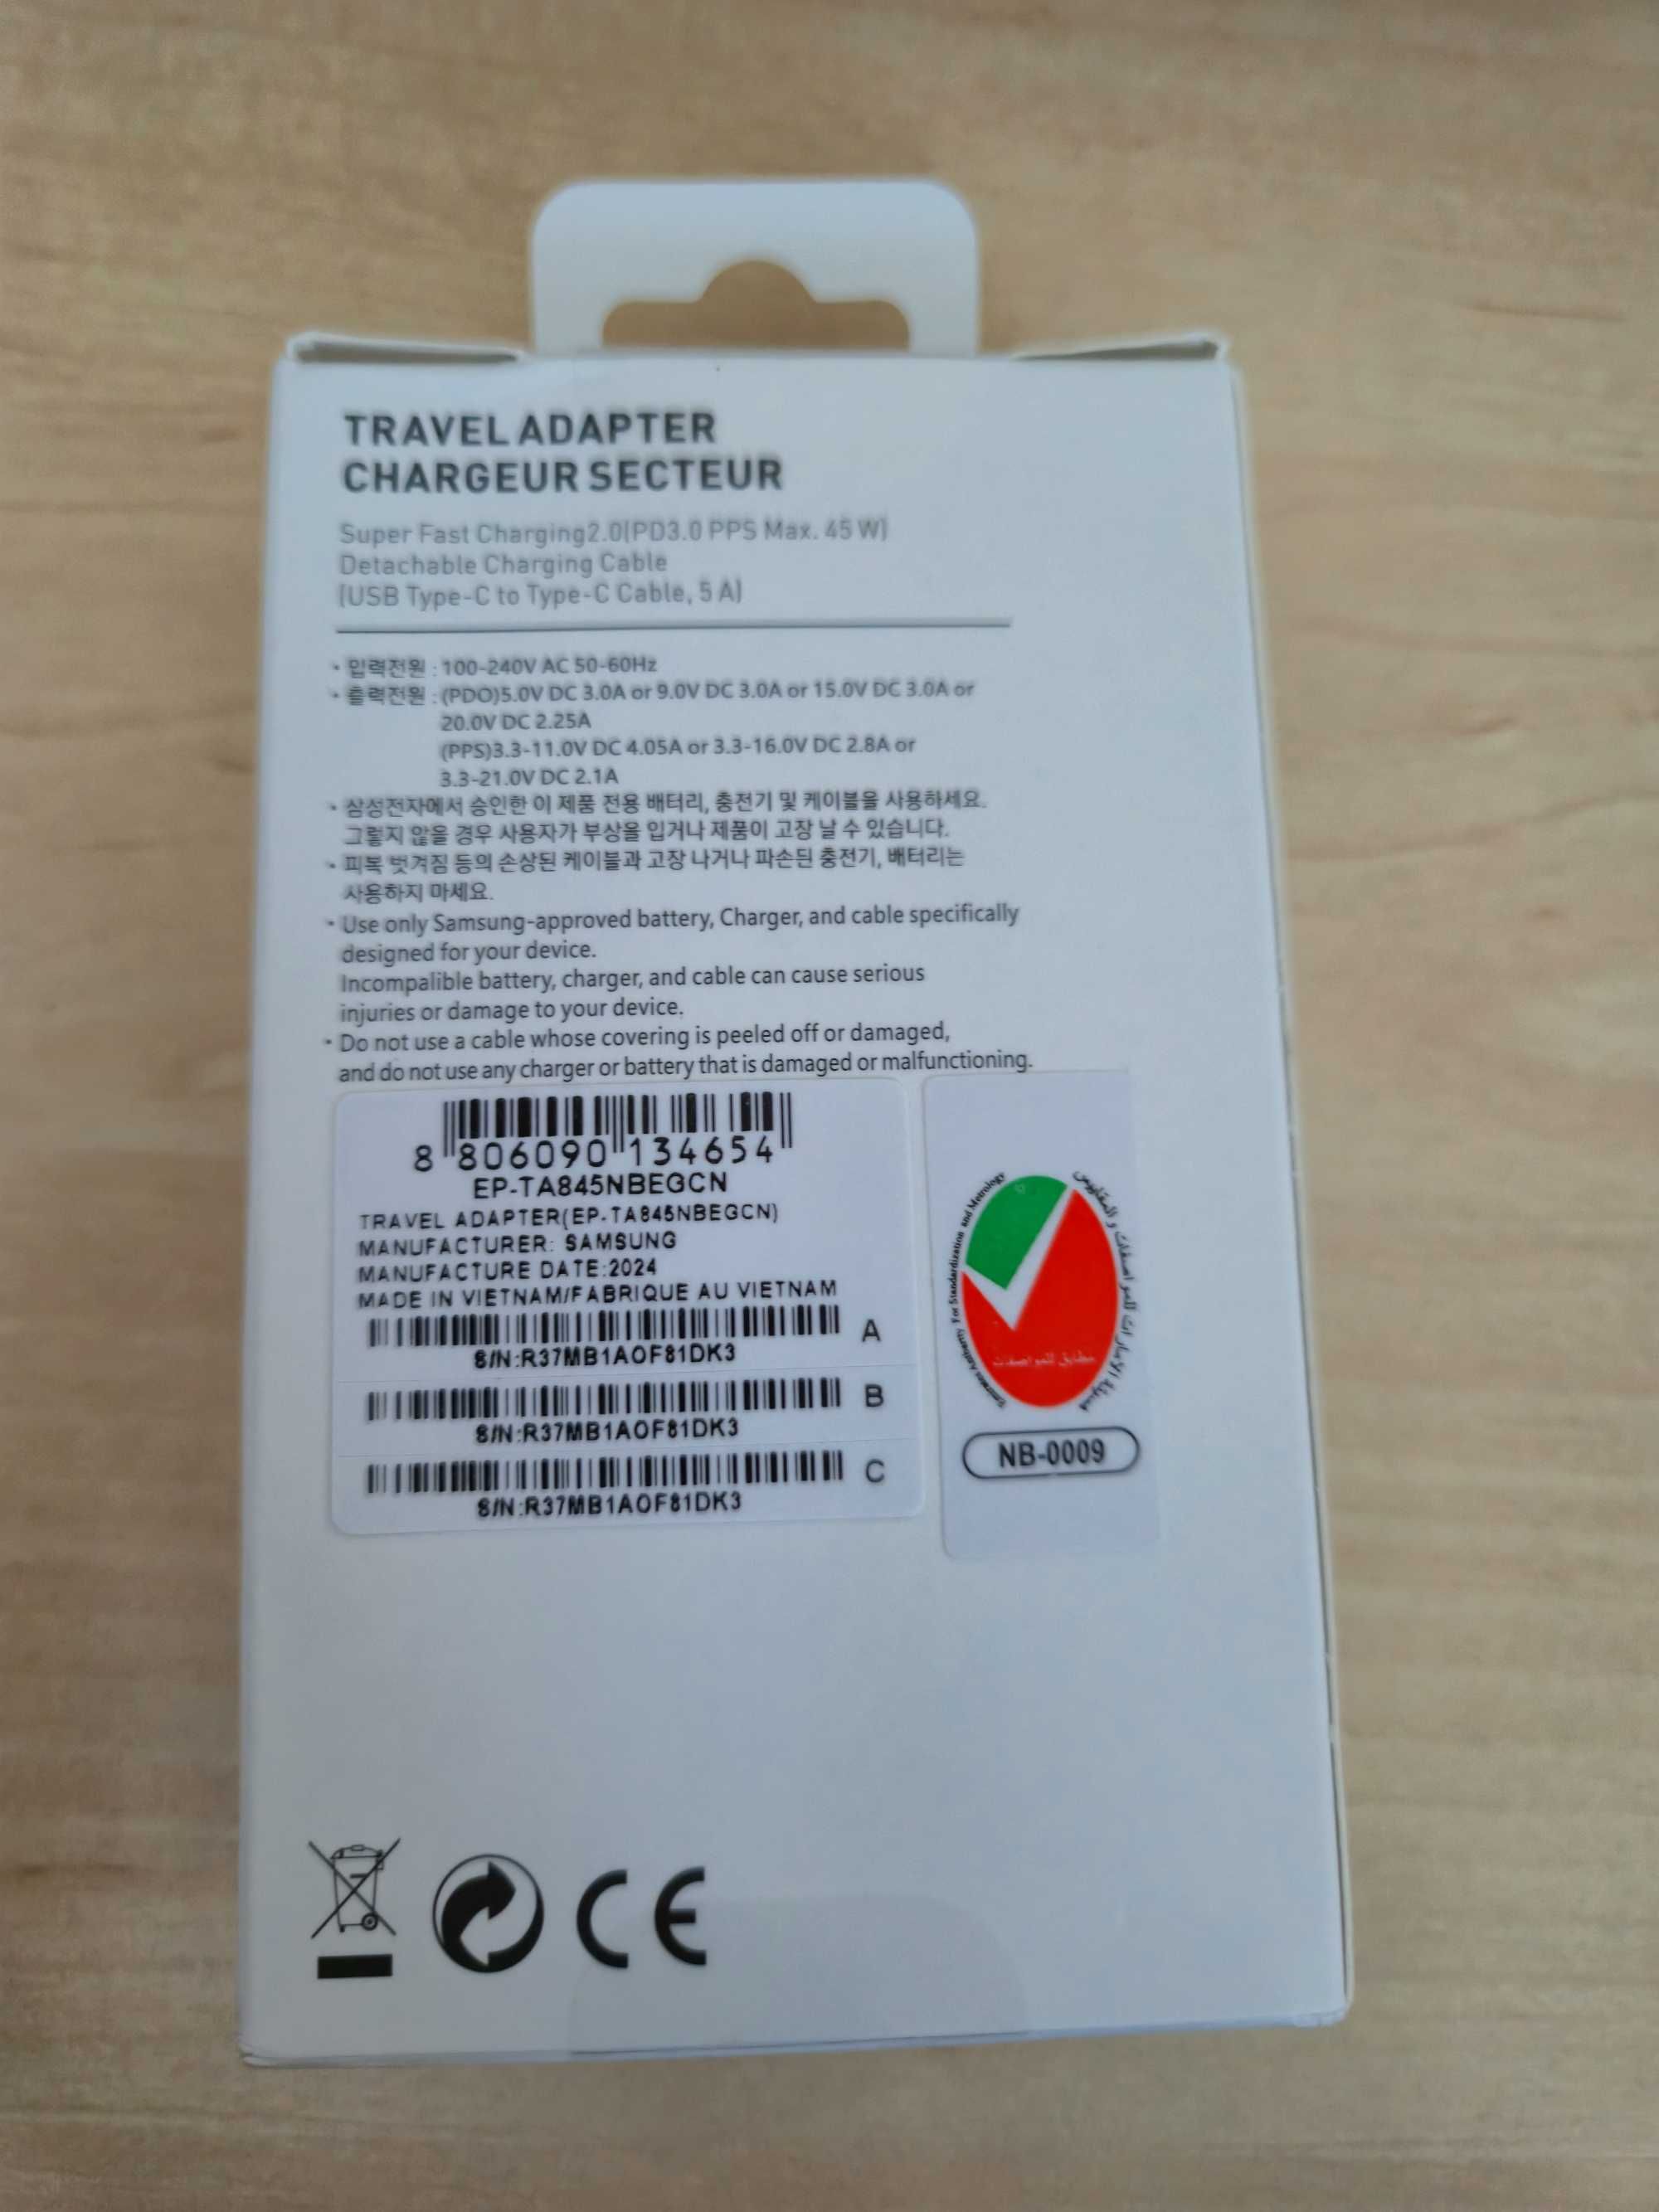 TRAVEL ADAPTER
CHARGEUR SECTEUR
Super Fast Charging2.0(PD3.0 PPS Max. 45 W)
Detachable Charging Cable
(USB Type-C to Type-C Cable, 5 A)
• 입력전원 : 100-240V AC 50-60Hz
• 출력전원 : (PDO)5.0V DC 3.0A or 9.0V DC 3.0A or 15.0V DC 3.0A or
20.0V DC 2.25A
(PPS)3.3-11.0V DC 4.05A or 3.3-16.0V DC 2.8A or
3.3-21.0V DC 2.1A
• 삼성전자에서 승인한 이 제품 전용 배터리, 충전기 및 케이블을 사용하세요.
그렇지 않을 경우 사용자가 부상을 입거나 제품이 고장 날 수 있습니다.
• 피복 벗겨짐 등의 손상된 케이블과 고장 나거나 파손된 충전기, 배터리는
사용하지 마세요.
• Use only Samsung-approved battery, Charger, and cable specifically
designed for your device.
Incompalible battery, charger, and cable can cause serious
injuries or damage to your device.
• Do not use a cable whose covering is peeled off or damaged,
and do not use any charger or battery that is damaged or malfunctioning.
8 806090 134654
EP-TA845NBEGCN
TRAVEL ADAPTER(EP-TA845NBEGCN)
MANUFACTURER: SAMSUNG
MANUFACTURE DATE:2024
MADE IN VIETNAM/FABRIQUE AU VIETNAM
A
S/N:R37MB1AOF81DK3
B
S/N:R37MB1AOF81DK3
C
S/N:R37MB1AOF81DK3
Emirates Authority For Standardization and Metrology
هيئة الإمارات للمواصفات و المقاييس
مطابق للمواصفات
NB-0009
CE